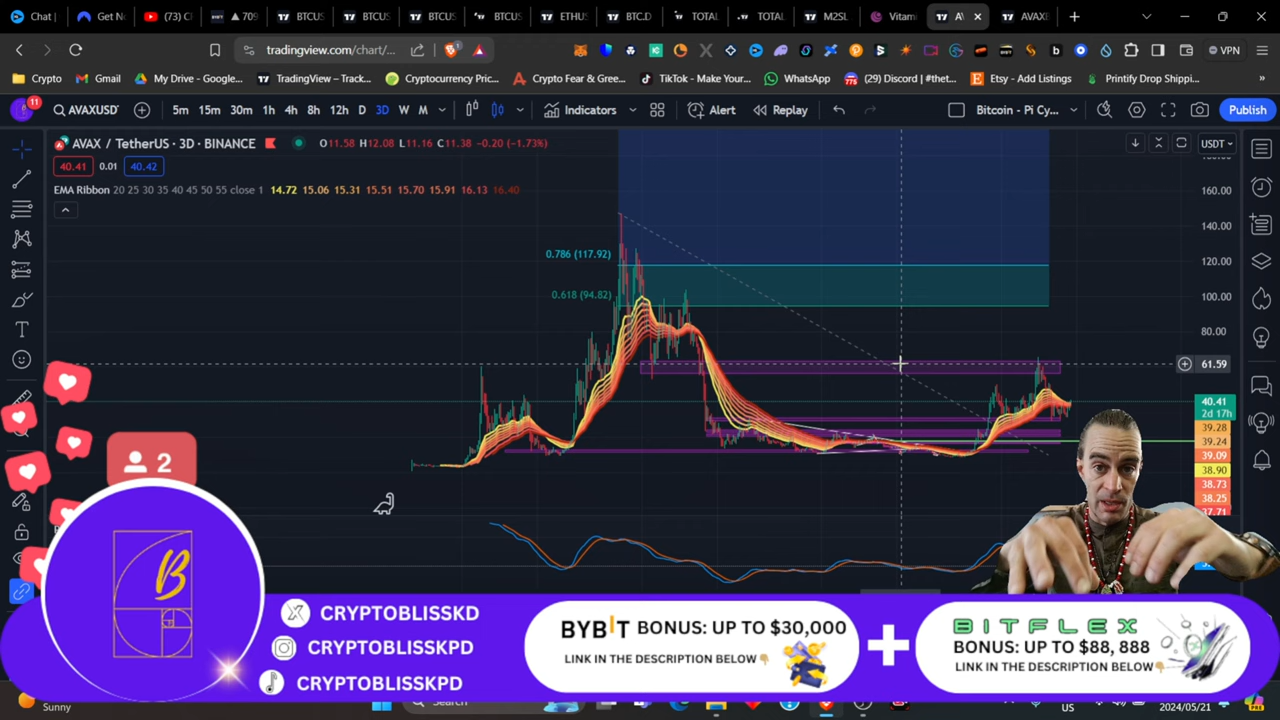 Chat |
Get N
(73) C
709
BTCUS
BTCUS
BTCUS
BTCUS
ETHUS
BTC.D
TOTAL
TOTAL
M2SL
Vitam
AV
AVAXE
tradingview.com/chart/...
1
VPN
Crypto
Gmail
My Drive - Google...
TradingView – Track...
Cryptocurrency Pric...
Crypto Fear & Gree...
TikTok - Make Your...
WhatsApp
(29) Discord | #thet...
Etsy - Add Listings
Printify Dropship­pi...
11
AVAXUSD
5m 15m 30m 1h 4h 8h 12h D 3D W M
Indicators
Alert
Replay
Bitcoin - Pi Cy...
Publish
AVAX / TetherUS · 3D · BINANCE
O11.58 H12.08 L11.16 C11.38 −0.20 (−1.73%)
USDT
40.41 0.01 40.42
EMA Ribbon 20 25 30 35 40 45 50 55 close 1 14.72 15.06 15.31 15.51 15.70 15.91 16.13 16.40
160.00
140.00
0.786 (117.92)
120.00
0.618 (94.82)
100.00
80.00
61.59
40.41
2d 17h
39.28
39.24
39.09
38.90
38.73
38.25
37.71
2
B
CRYPTOBLISSKD
CRYPTOBLISSKPD
CRYPTOBLISSKPD
BYBIT BONUS: UP TO $30,000
LINK IN THE DESCRIPTION BELOW
BITFLEX
BONUS: UP TO $88, 888
LINK IN THE DESCRIPTION BELOW
Sunny
Search
US
2024/05/21